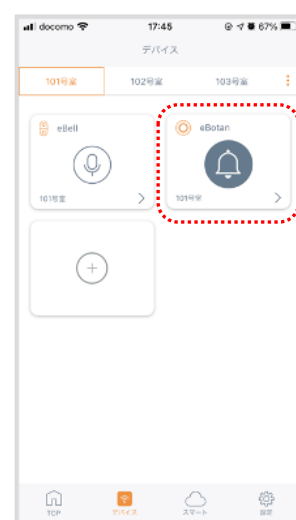 docomo 17:45 67%
デバイス
101号室 102号室 103号室
eBell eBotan
101号室 101号室
TOP デバイス スマート 設定